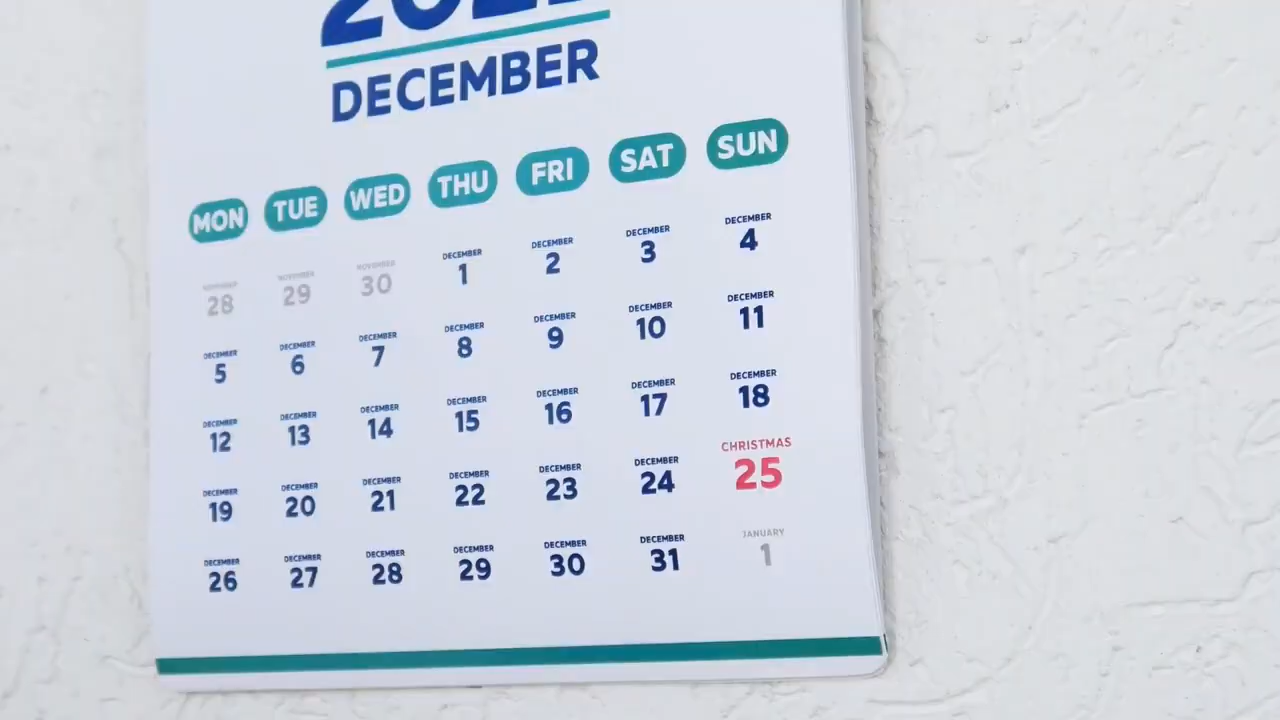 DECEMBER
MON TUE WED THU FRI SAT SUN
NOVEMBER NOVEMBER DECEMBER DECEMBER DECEMBER DECEMBER
28 29 30 1 2 3 4
DECEMBER DECEMBER DECEMBER DECEMBER DECEMBER DECEMBER DECEMBER
5 6 7 8 9 10 11
DECEMBER DECEMBER DECEMBER DECEMBER DECEMBER DECEMBER DECEMBER
12 13 14 15 16 17 18
DECEMBER DECEMBER DECEMBER DECEMBER DECEMBER DECEMBER CHRISTMAS
19 20 21 22 23 24 25
DECEMBER DECEMBER DECEMBER DECEMBER DECEMBER DECEMBER JANUARY
26 27 28 29 30 31 1